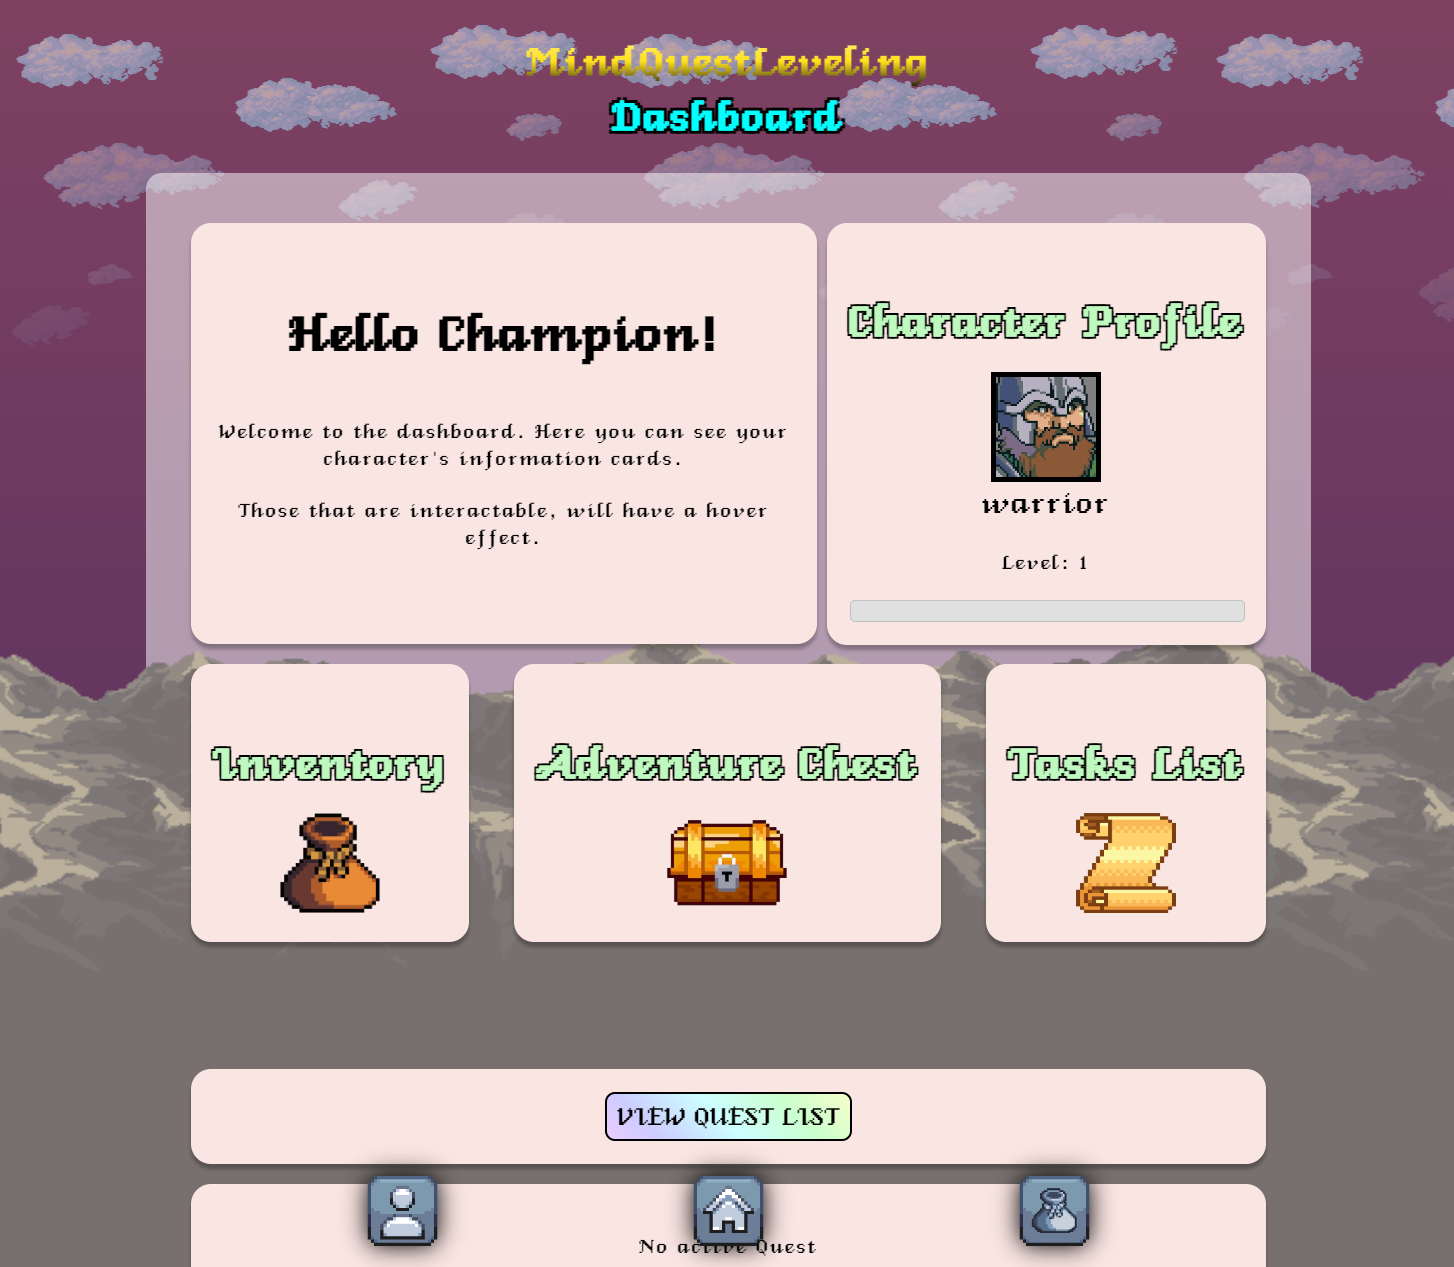 MindQuestLeveling
Dashboard
Hello Champion!
Welcome to the dashboard. Here you can see your
character's information cards.
Those that are interactable, will have a hover
effect.
Character Profile
warrior
Level: 1
Inventory
Adventure Chest
T
Tasks List
VIEW QUEST LIST
No active Quest